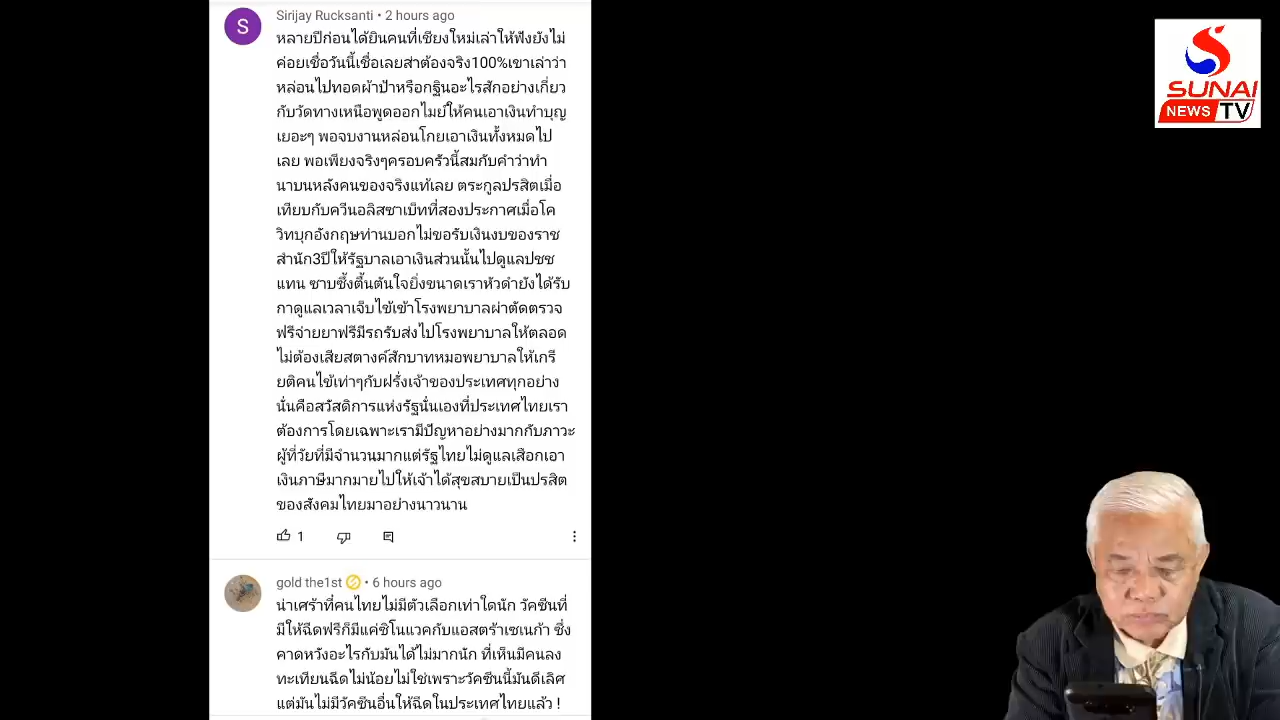 Sirijay Rucksanti • 2 hours ago
S
หลายปีก่อนได้ยินคนที่เชียงใหม่เล่าให้ฟังยังไม่
ค่อยเชื่อวันนี้เชื่อเลยส่าต้องจริง100%เขาเล่าว่า
หล่อนไปทอดผ้าป่าหรือกฐินอะไรสักอย่างเกี่ยว
กับวัดทางเหนือพูดออกไมย์ให้คนเอาเงินทำบุญ
เยอะๆ พอจบงานหล่อนโกยเอาเงินทั้งหมดไป
เลย พอเพียงจริงๆครอบครัวนี้สมกับคำว่าทำ
นาบนหลังคนของจริงแท้เลย ตระกูลปรสิตเมื่อ
เทียบกับควีนอลิสซาเบ็ทที่สองประกาศเมื่อโค
วิทบุกอังกฤษท่านบอกไม่ขอรับเงินงบของราช
สำนัก3ปีให้รัฐบาลเอาเงินส่วนนั้นไปดูแลปชช
แทน ซาบซึ้งตื้นตันใจยิ่งขนาดเราหัวดำยังได้รับ
กาดูแลเวลาเจ็บไข้เข้าโรงพยาบาลผ่าตัดตรวจ
ฟรีจ่ายยาฟรีมีรถรับส่งไปโรงพยาบาลให้ตลอด
ไม่ต้องเสียสตางค์สักบาทหมอพยาบาลให้เกรี
ยติคนไข้เท่าๆกับฝรั่งเจ้าของประเทศทุกอย่าง
นั่นคือสวัสดิการแห่งรัฐนั่นเองที่ประเทศไทยเรา
ต้องการโดยเฉพาะเรามีปัญหาอย่างมากกับภาวะ
ผู้ที่วัยที่มีจำนวนมากแต่รัฐไทยไม่ดูแลเสือกเอา
เงินภาษีมากมายไปให้เจ้าได้สุขสบายเป็นปรสิต
ของสังคมไทยมาอย่างนาวนาน
1
gold the1st • 6 hours ago
น่าเศร้าที่คนไทยไม่มีตัวเลือกเท่าใดนัก วัคซีนที่
มีให้ฉีดฟรีก็มีแค่ซิโนแวคกับแอสตร้าเซเนก้า ซึ่ง
คาดหวังอะไรกับมันได้ไม่มากนัก ที่เห็นมีคนลง
ทะเทียนฉีดไม่น้อยไม่ใช่เพราะวัคซีนนี้มันดีเลิศ
แต่มันไม่มีวัคซีนอื่นให้ฉีดในประเทศไทยแล้ว !
SUNAI
NEWS TV